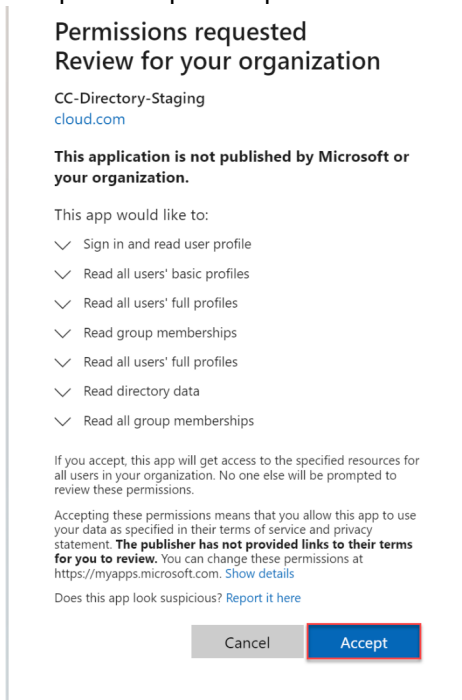 Permissions requested
Review for your organization
CC-Directory-Staging
cloud.com
This application is not published by Microsoft or
your organization.
This app would like to:
Sign in and read user profile
Read all users' basic profiles
Read all users' full profiles
Read group memberships
Read all users' full profiles
Read directory data
Read all group memberships
If you accept, this app will get access to the specified resources for
all users in your organization. No one else will be prompted to
review these permissions.
Accepting these permissions means that you allow this app to use
your data as specified in their terms of service and privacy
statement. The publisher has not provided links to their terms
for you to review. You can change these permissions at
https://myapps.microsoft.com. Show details
Does this app look suspicious? Report it here
Cancel Accept